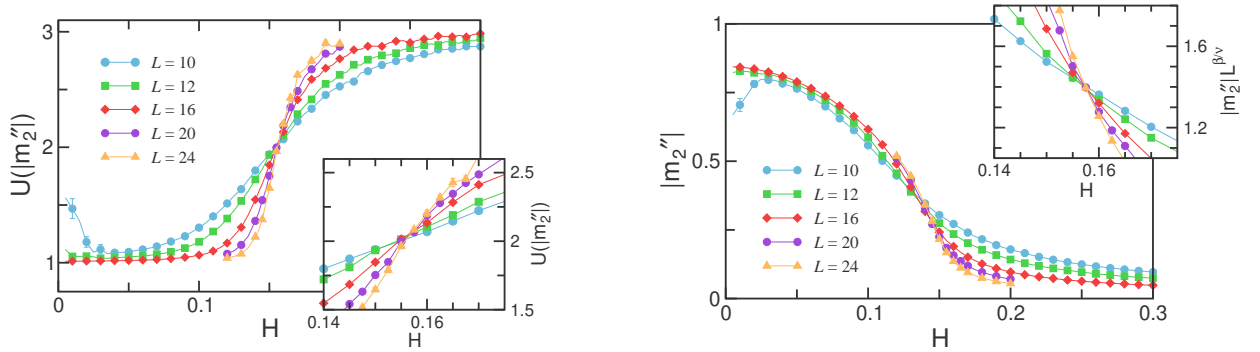 3
2
1
0
0.1
H
U(|m₂″|)
L = 10
L = 12
L = 16
L = 20
L = 24
2.5
2
1.5
0.14
0.16
H
U(|m₂″|)
1
0.5
0
0
0.1
0.2
0.3
H
|m₂″|
L = 10
L = 12
L = 16
L = 20
L = 24
1.6
1.2
0.14
0.16
H
|m₂″|L^β/ν